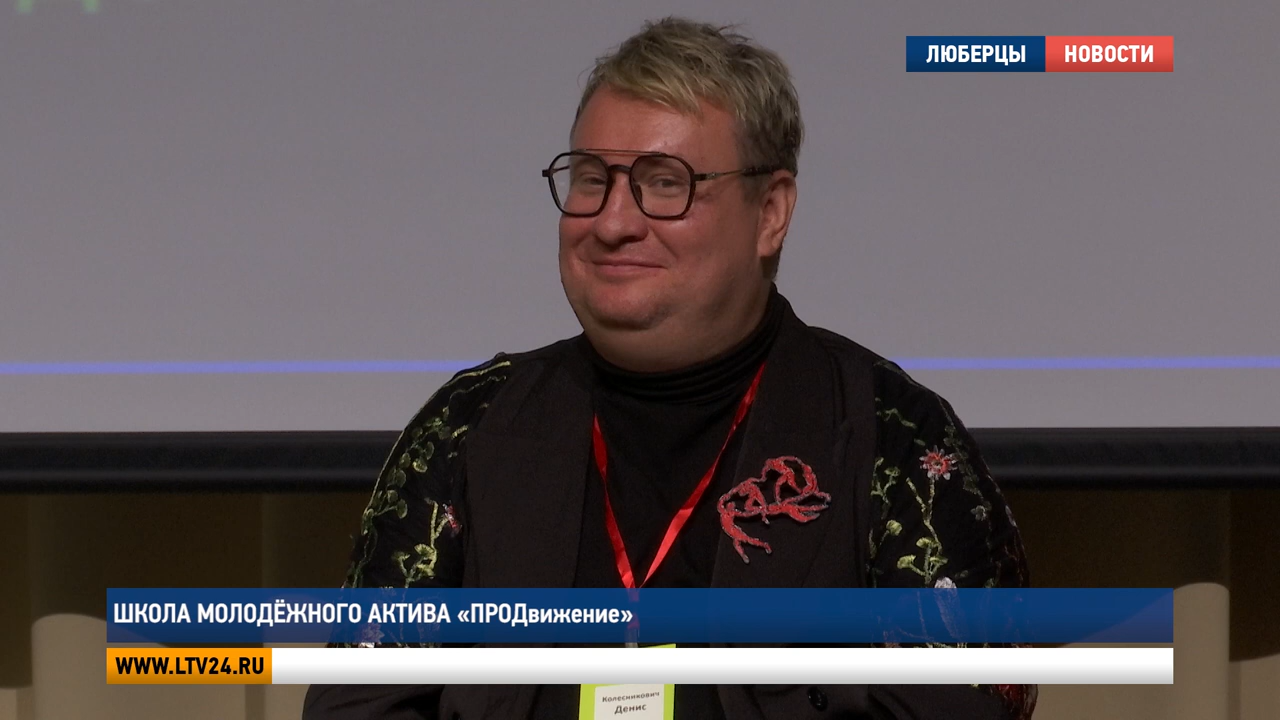 ЛЮБЕРЦЫ НОВОСТИ
ШКОЛА МОЛОДЁЖНОГО АКТИВА «ПРОДвижение»
WWW.LTV24.RU
Колесникович
Денис